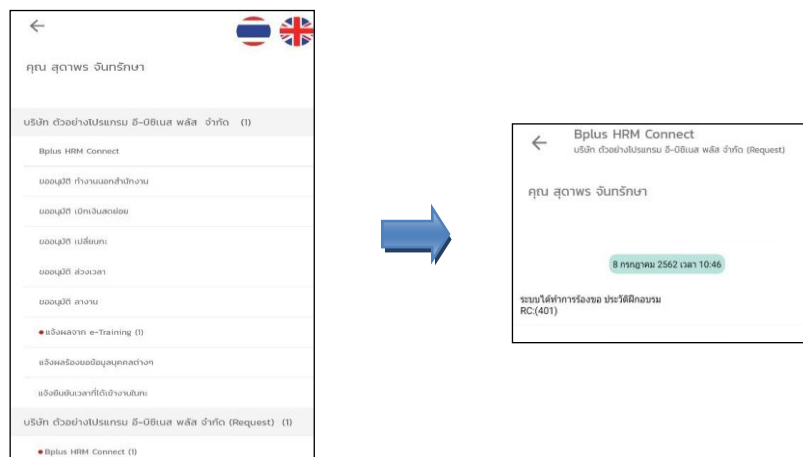 คุณ สุดาพร จันทรักษา
บริษัท ตัวอย่างโปรแกรม อี-บิซิเนส พลัส จำกัด (1)
Bplus HRM Connect
ขออนุมัติ ทำงานนอกสำนักงาน
ขออนุมัติ เบิกเงินสดย่อย
ขออนุมัติ เปลี่ยนกะ
ขออนุมัติ ล่วงเวลา
ขออนุมัติ ลางาน
แจ้งผลจาก e-Training (1)
แจ้งผลร้องขอข้อมูลบุคคลต่างๆ
แจ้งยืนยันเวลาที่ได้เข้างานในกะ
บริษัท ตัวอย่างโปรแกรม อี-บิซิเนส พลัส จำกัด (Request) (1)
Bplus HRM Connect (1)
Bplus HRM Connect
บริษัท ตัวอย่างโปรแกรม อี-บิซิเนส พลัส จำกัด (Request)
คุณ สุดาพร จันทรักษา
8 กรกฎาคม 2562 เวลา 10:46
ระบบได้ทำการร้องขอ ประวัติฝึกอบรม
RC:(401)